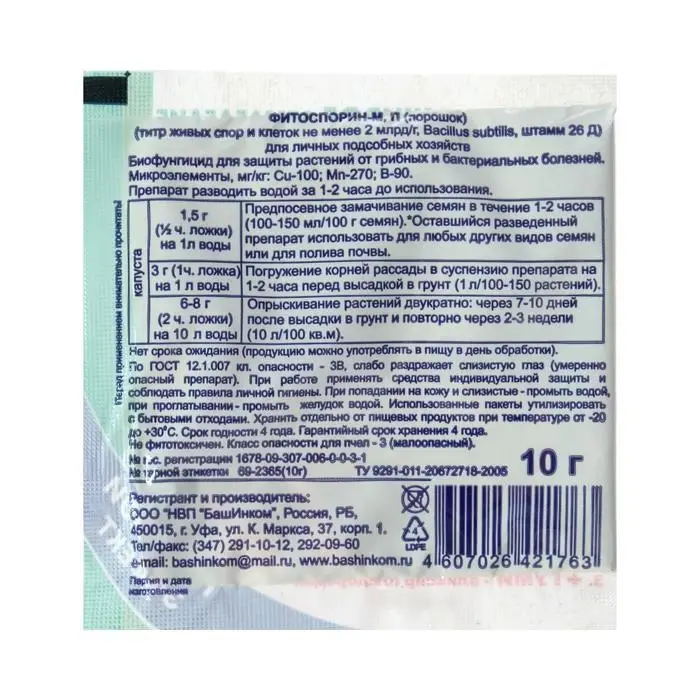 ФИТОСПОРИН-М, П (порошок)
(титр живых спор и клеток не менее 2 млрд/г, Bacillus subtilis, штамм 26 Д)
для личных подсобных хозяйств
Биофунгицид для защиты растений от грибных и бактериальных болезней.
Микроэлементы, мг/кг: Cu-100; Mn-270; B-90.
Препарат разводить водой за 1-2 часа до использования.
Перед применением внимательно прочитать!
капуста
1,5 г
(½ ч. ложки)
на 1л воды
Предпосевное замачивание семян в течение 1-2 часов
(100-150 мл/100 г семян).*Оставшийся разведенный
препарат использовать для любых других видов семян
или для полива почвы.
3 г (1ч. ложка)
на 1 л воды
Погружение корней рассады в суспензию препарата на
1-2 часа перед высадкой в грунт (1 л/100-150 растений).
6-8 г
(2 ч. ложки)
на 10 л воды
Опрыскивание растений двукратно: через 7-10 дней
после высадки в грунт и повторно через 2-3 недели
(10 л/100 кв.м).
Нет срока ожидания (продукцию можно употреблять в пищу в день обработки).
По ГОСТ 12.1.007 кл. опасности - 3В, слабо раздражает слизистую глаз (умеренно
опасный препарат). При работе применять средства индивидуальной защиты и
соблюдать правила личной гигиены. При попадании на кожу и слизистые - промыть водой,
при проглатывании - промыть желудок водой. Использованные пакеты утилизировать
с бытовыми отходами. Хранить отдельно от пищевых продуктов при температуре от -20
до +30°С. Срок годности 4 года. Гарантийный срок хранения 4 года.
Не фитотоксичен. Класс опасности для пчел - 3 (малоопасный).
№ гос. регистрации 1678-09-307-006-0-0-3-1
№ тарной этикетки 69-2365(10г) ТУ 9291-011-20672718-2005
10 г
Регистрант и производитель:
ООО "НВП "БашИнком", Россия, РБ,
450015, г. Уфа, ул. К. Маркса, 37, корп. 1.
Тел/факс: (347) 291-10-12, 292-09-60
e-mail: bashinkom@mail.ru, www.bashinkom.ru
4
LDPE
4 607026 421763
Партия и дата
изготовления